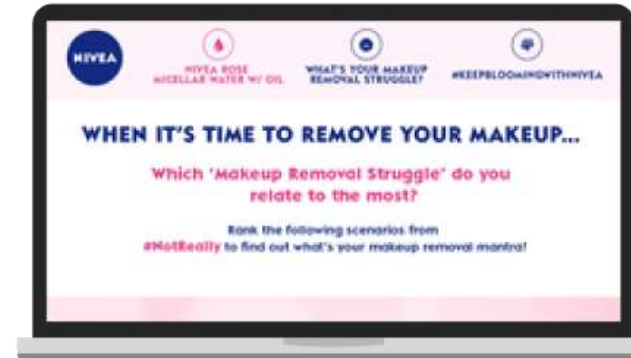 NIVEA
NIVEA ROSE
MICELLAR WATER W/ OIL
WHAT'S YOUR MAKEUP
REMOVAL STRUGGLE?
#KEEPBLOOMINGWITHNIVEA
WHEN IT'S TIME TO REMOVE YOUR MAKEUP...
Which 'Makeup Removal Struggle' do you
relate to the most?
Rank the following scenarios from
#NotReally to find out what's your makeup removal mantra!